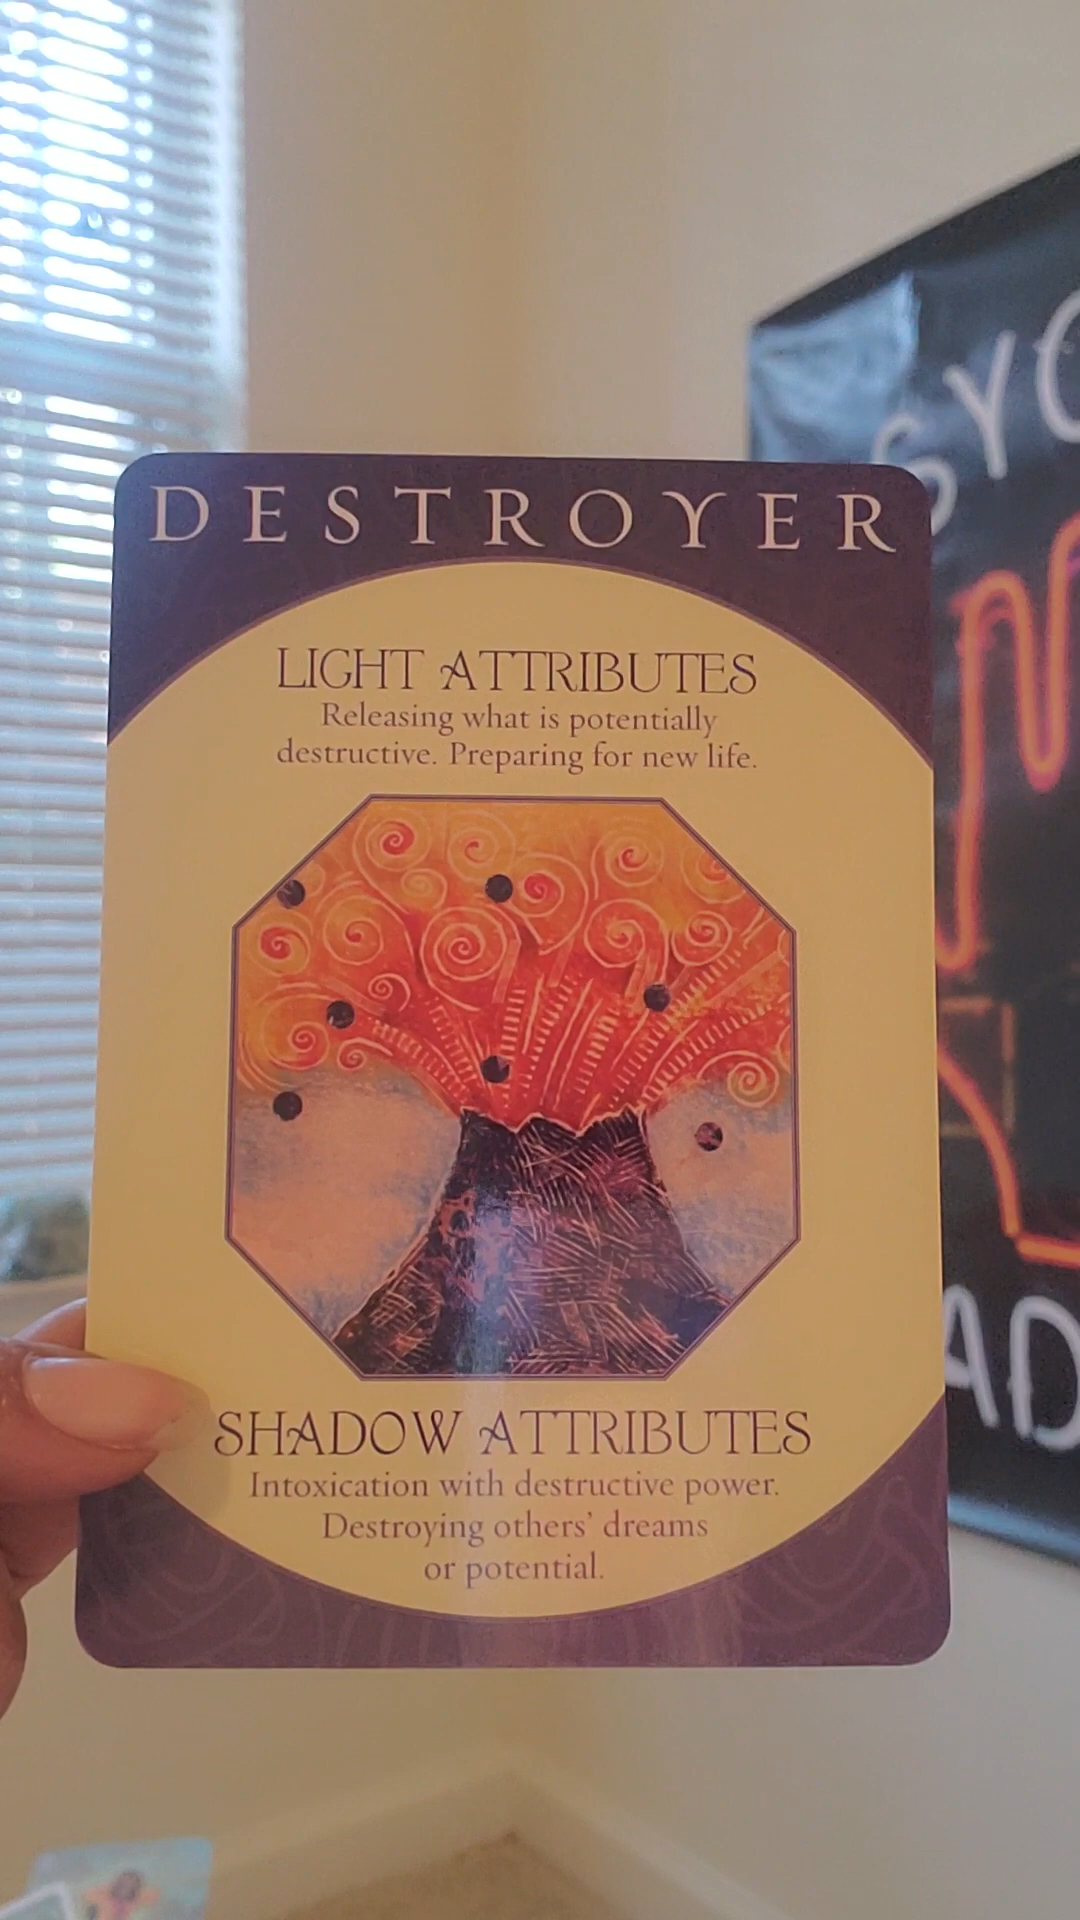 DESTROYER
LIGHT ATTRIBUTES
Releasing what is potentially
destructive. Preparing for new life.
SHADOW ATTRIBUTES
Intoxication with destructive power.
Destroying others’ dreams
or potential.